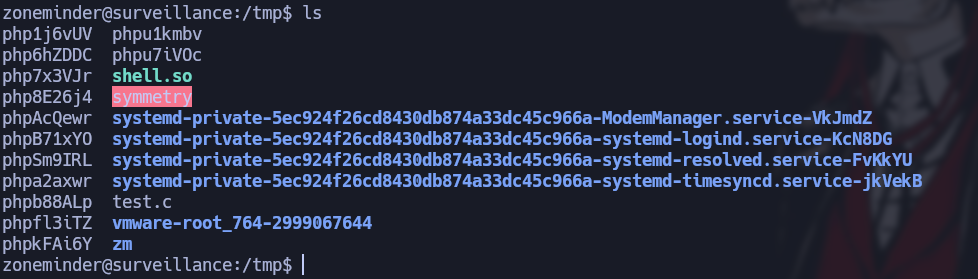 zoneminder@surveillance:/tmp$ ls
php1j6vUV  phpu1kmbv
php6hZDDC  phpu7iVOc
php7x3VJr  shell.so
php8E26j4  symmetry
phpAcQewr  systemd-private-5ec924f26cd8430db874a33dc45c966a-ModemManager.service-VkJmdZ
phpB71xYO  systemd-private-5ec924f26cd8430db874a33dc45c966a-systemd-logind.service-KcN8DG
phpSm9IRL  systemd-private-5ec924f26cd8430db874a33dc45c966a-systemd-resolved.service-FvKkYU
phpa2axwr  systemd-private-5ec924f26cd8430db874a33dc45c966a-systemd-timesyncd.service-jkVekB
phpb88ALp  test.c
phpfl3iTZ  vmware-root_764-2999067644
phpkFAi6Y  zm
zoneminder@surveillance:/tmp$